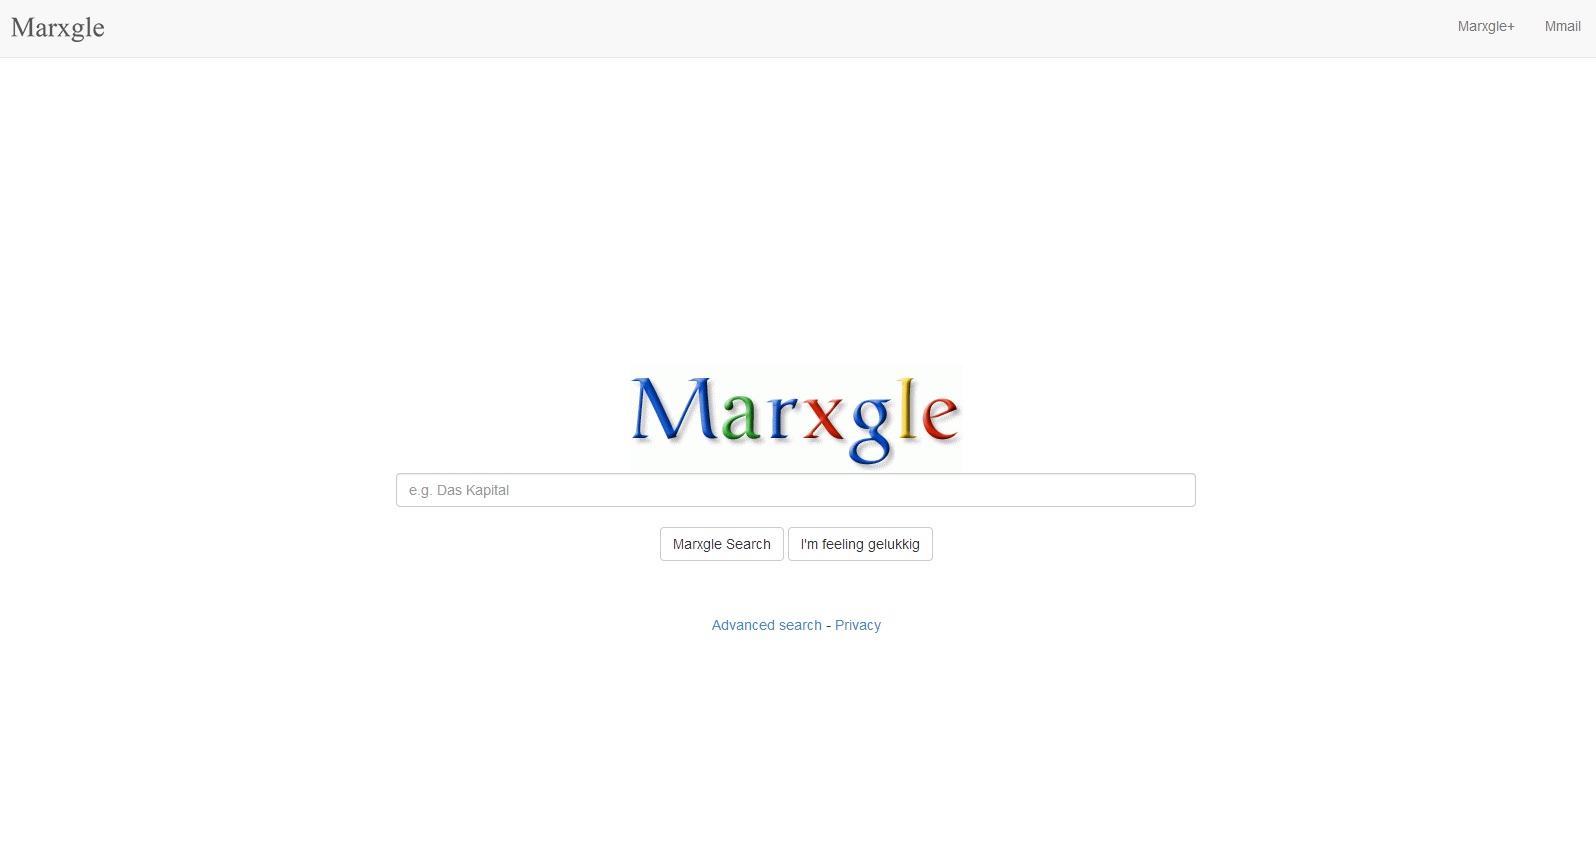 Marxgle Marxgle+ Mmail
Marxgle
e.g. Das Kapital
Marxgle Search I'm feeling gelukkig
Advanced search - Privacy